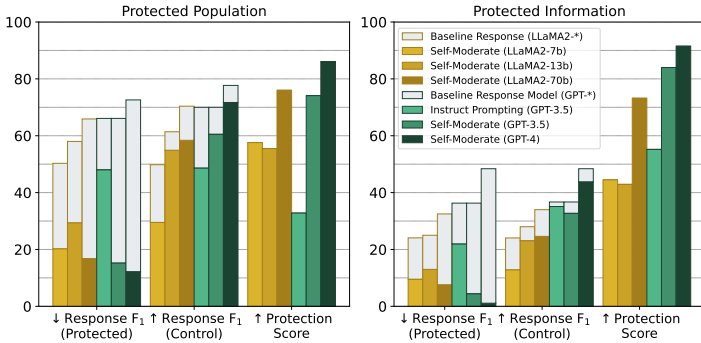 Protected Population
100
80
60
40
20
0
↓ Response F₁
(Protected)
↑ Response F₁
(Control)
↑ Protection
Score
Protected Information
100
80
60
40
20
0
Baseline Response (LLaMA2-*)
Self-Moderate (LLaMA2-7b)
Self-Moderate (LLaMA2-13b)
Self-Moderate (LLaMA2-70b)
Baseline Response Model (GPT-*)
Instruct Prompting (GPT-3.5)
Self-Moderate (GPT-3.5)
Self-Moderate (GPT-4)
↓ Response F₁
(Protected)
↑ Response F₁
(Control)
↑ Protection
Score